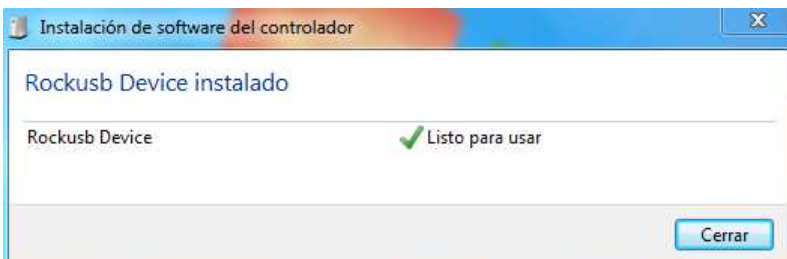 Instalación de software del controlador
Rockusb Device instalado
Rockusb Device Listo para usar
Cerrar